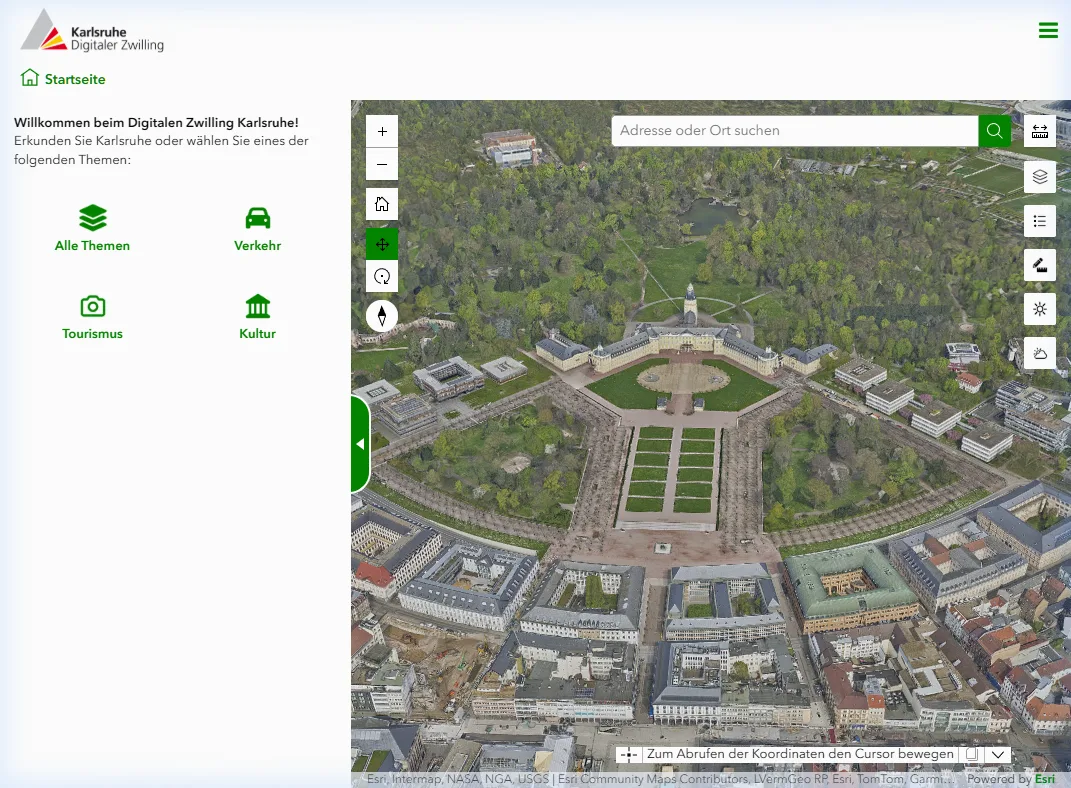 Karlsruhe
Digitaler Zwilling
Startseite
Willkommen beim Digitalen Zwilling Karlsruhe!
Erkunden Sie Karlsruhe oder wählen Sie eines der
folgenden Themen:
Alle Themen
Verkehr
Tourismus
Kultur
Adresse oder Ort suchen
Zum Abrufen der Koordinaten den Cursor bewegen
Esri, Intermap, NASA, NGA, USGS | Esri Community Maps Contributors, LVermGeo RP, Esri, TomTom, Garmi...
Powered by Esri